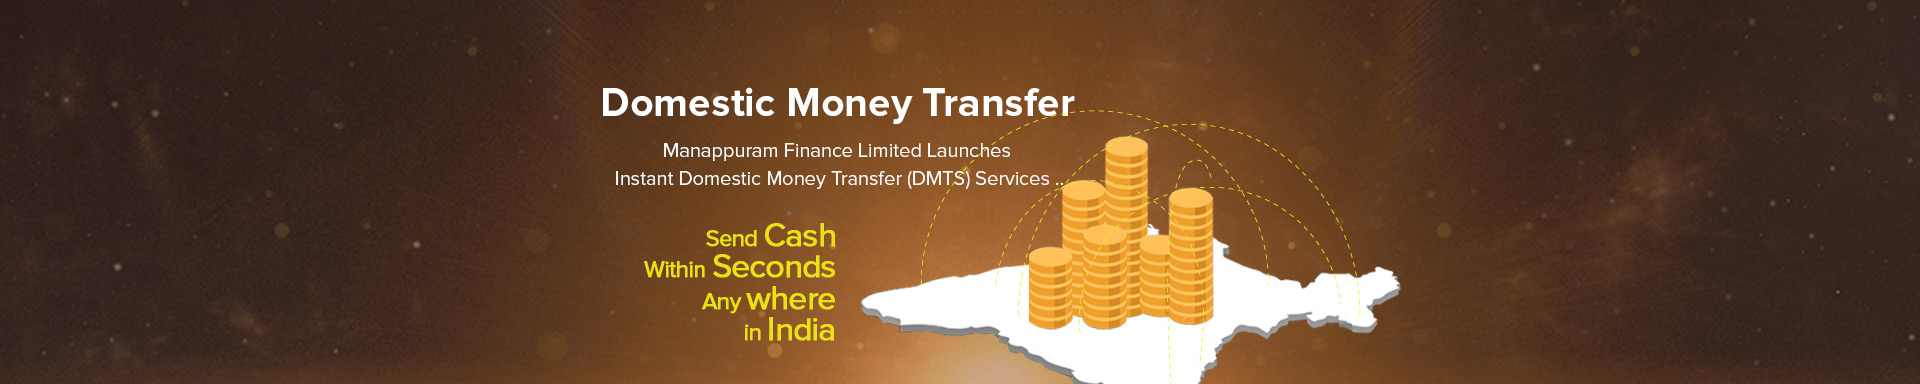 Domestic Money Transfer
Manappuram Finance Limited Launches
Instant Domestic Money Transfer (DMTS) Services ..
Send Cash
Within Seconds
Any where
in India